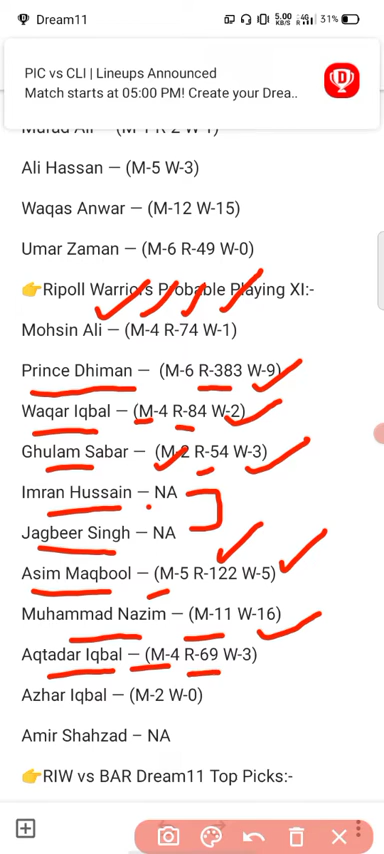 Dream11
5.00
KB/S
4G
R
31%
PIC vs CLI | Lineups Announced
Match starts at 05:00 PM! Create your Drea..
D
Ali Hassan – (M-5 W-3)
Waqas Anwar – (M-12 W-15)
Umar Zaman – (M-6 R-49 W-0)
👉Ripoll Warriors Probable Playing XI:-
Mohsin Ali – (M-4 R-74 W-1)
Prince Dhiman – (M-6 R-383 W-9)
Waqar Iqbal – (M-4 R-84 W-2)
Ghulam Sabar – (M-2 R-54 W-3)
Imran Hussain – NA
Jagbeer Singh – NA
Asim Maqbool – (M-5 R-122 W-5)
Muhammad Nazim – (M-11 W-16)
Aqtadar Iqbal – (M-4 R-69 W-3)
Azhar Iqbal – (M-2 W-0)
Amir Shahzad – NA
👉RIW vs BAR Dream11 Top Picks:-